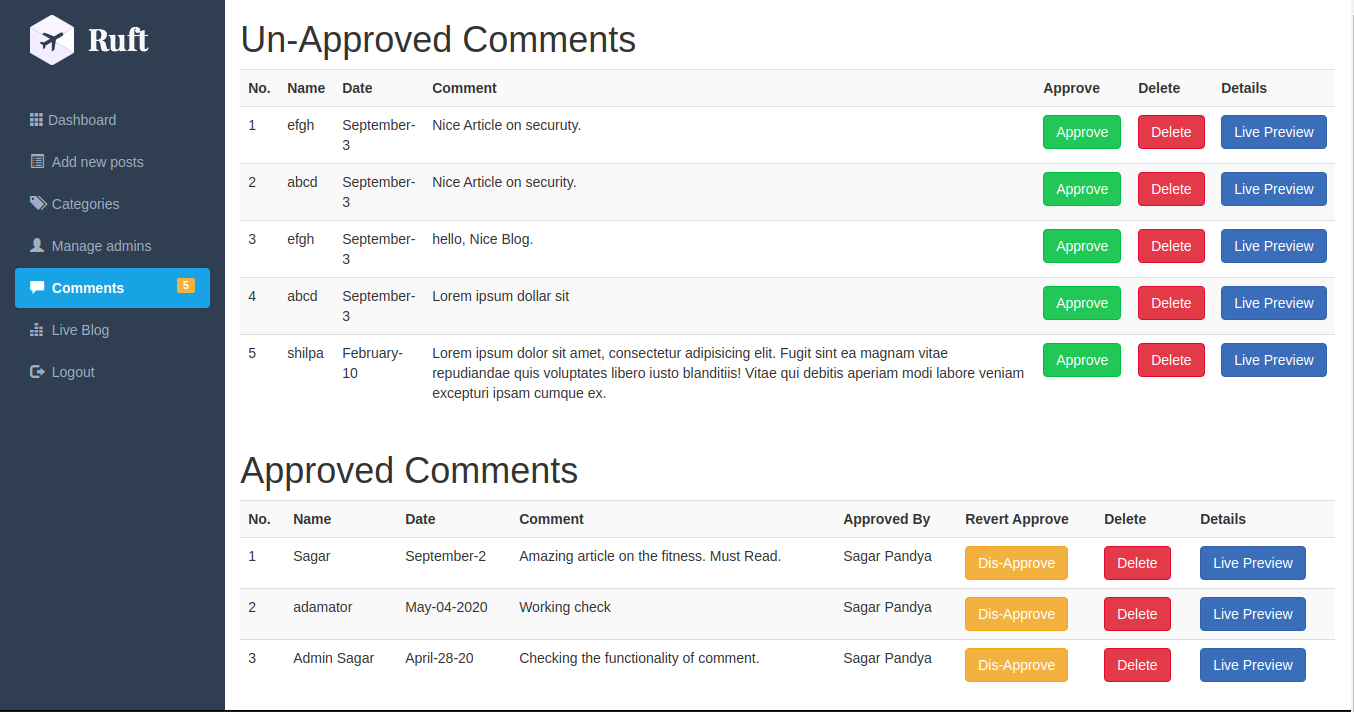 Ruft
Dashboard
Add new posts
Categories
Manage admins
Comments 5
Live Blog
Logout
Un-Approved Comments
No. Name Date Comment Approve Delete Details
1 efgh September- Nice Article on securuty. Approve Delete Live Preview
3
2 abcd September- Nice Article on security. Approve Delete Live Preview
3
3 efgh September- hello, Nice Blog. Approve Delete Live Preview
3
4 abcd September- Lorem ipsum dollar sit Approve Delete Live Preview
3
5 shilpa February- Lorem ipsum dolor sit amet, consectetur adipisicing elit. Fugit sint ea magnam vitae Approve Delete Live Preview
10 repudiandae quis voluptates libero iusto blanditiis! Vitae qui debitis aperiam modi labore veniam
excepturi ipsam cumque ex.
Approved Comments
No. Name Date Comment Approved By Revert Approve Delete Details
1 Sagar September-2 Amazing article on the fitness. Must Read. Sagar Pandya Dis-Approve Delete Live Preview
2 adamator May-04-2020 Working check Sagar Pandya Dis-Approve Delete Live Preview
3 Admin Sagar April-28-20 Checking the functionality of comment. Sagar Pandya Dis-Approve Delete Live Preview